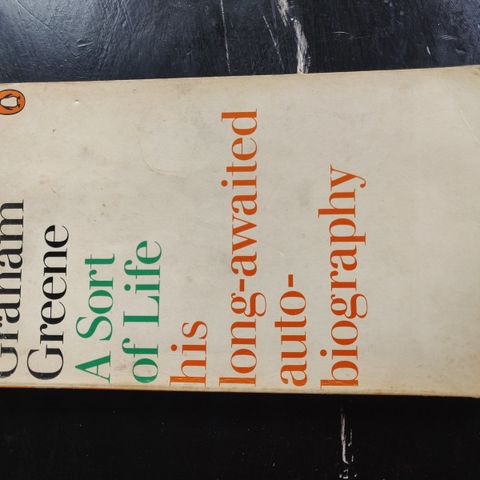 Graham
Greene
A Sort
of Life
his
long-awaited
auto-
biography